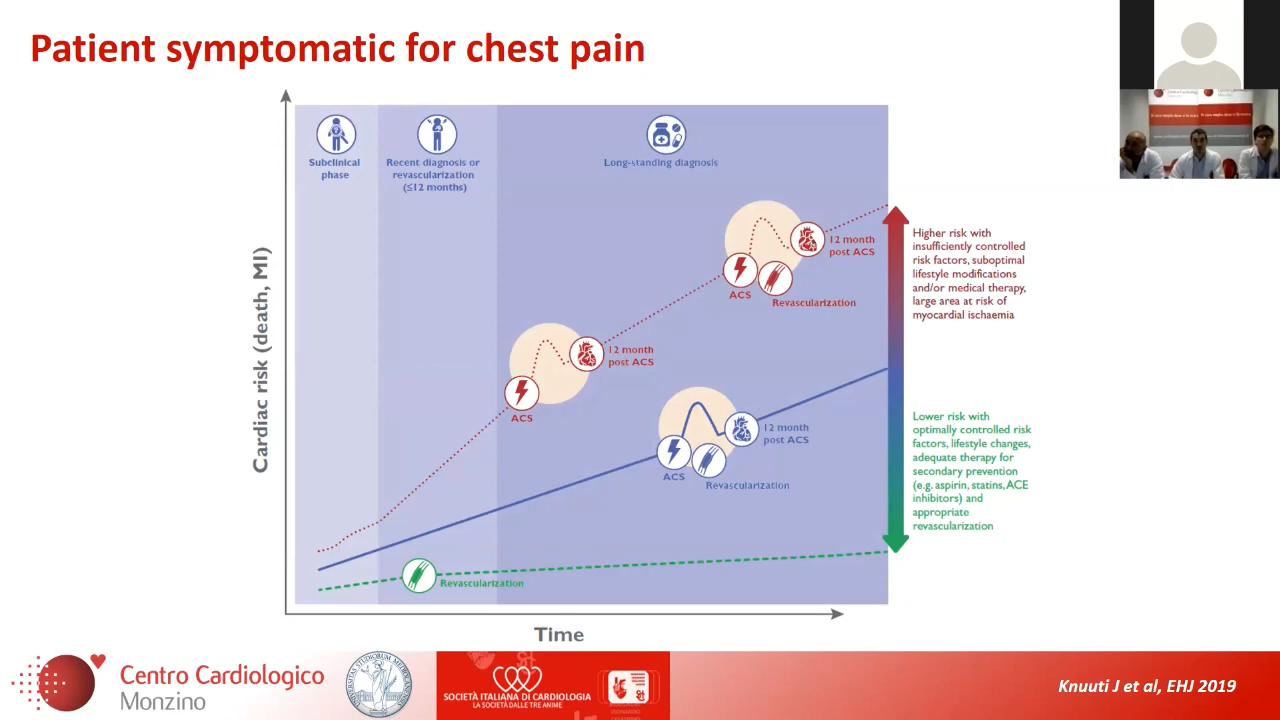 Patient symptomatic for chest pain
Subclinical
phase
Recent diagnosis or
revascularization
(≤12 months)
Long-standing diagnosis
Cardiac risk (death, MI)
12 month
post ACS
ACS
Revascularization
12 month
post ACS
ACS
12 month
post ACS
ACS
Revascularization
Revascularization
Higher risk with
insufficiently controlled
risk factors, suboptimal
lifestyle modifications
and/or medical therapy,
large area at risk of
myocardial ischaemia
Lower risk with
optimally controlled risk
factors, lifestyle changes,
adequate therapy for
secondary prevention
(e.g. aspirin, statins, ACE
inhibitors) and
appropriate
revascularization
Time
Centro Cardiologico
Monzino
SOCIETÀ ITALIANA DI CARDIOLOGIA
LA SOCIETÀ DALLE TRE ANIME
Knuuti J et al, EHJ 2019